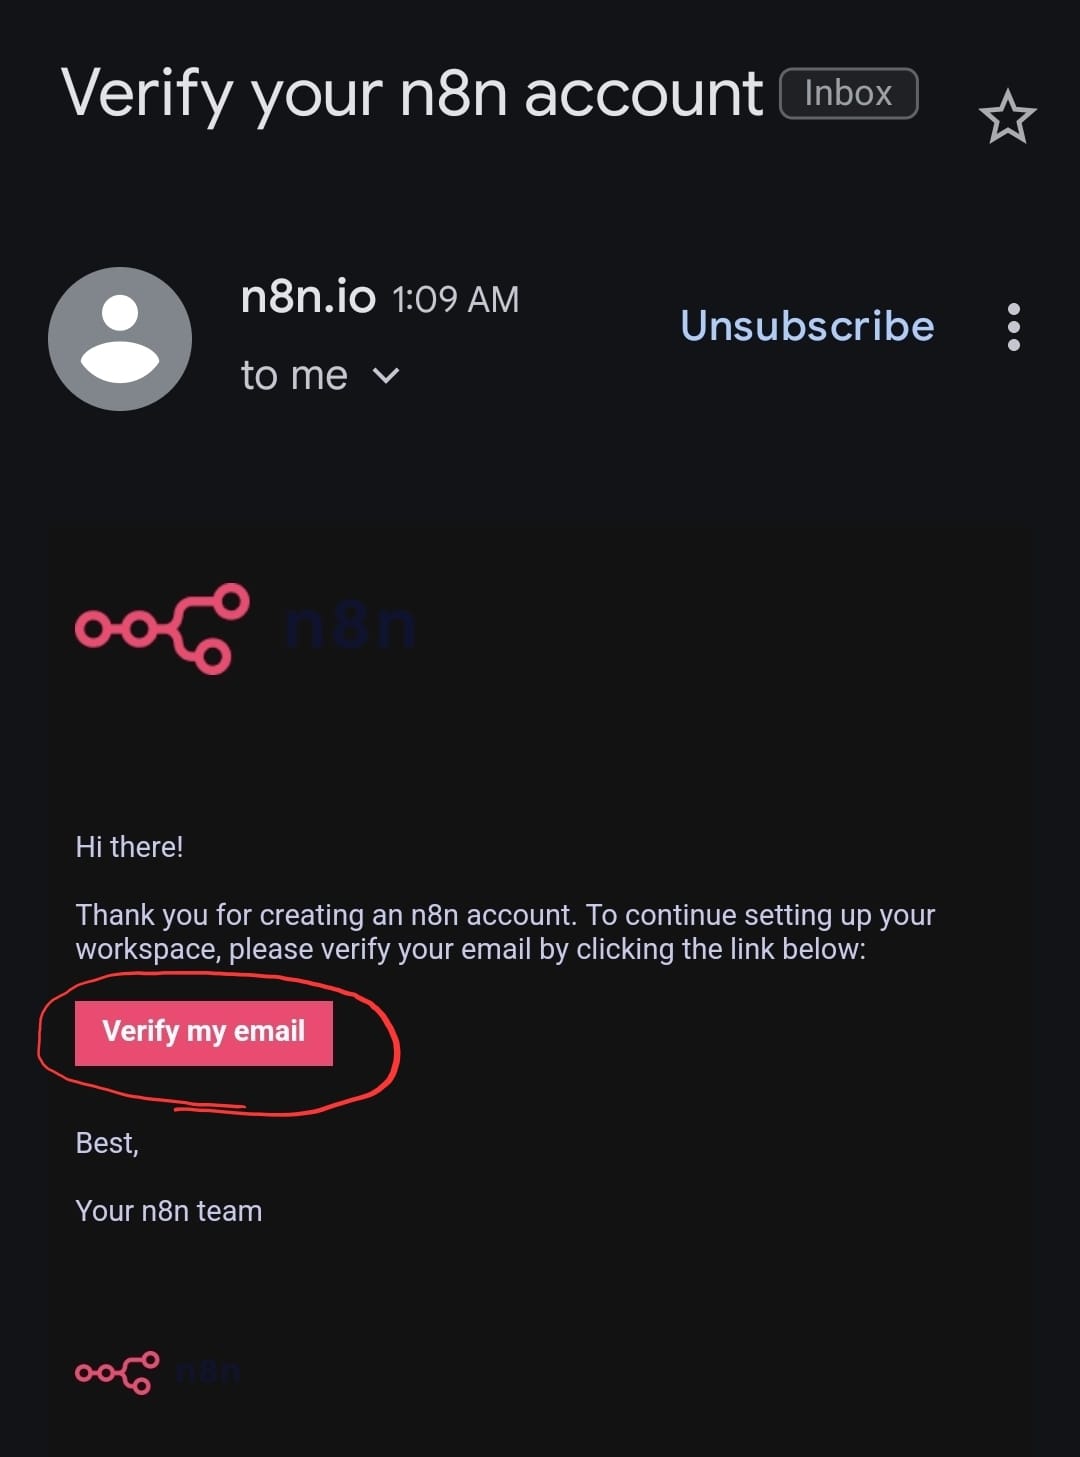 Verify your n8n account Inbox
n8n.io 1:09 AM
Unsubscribe
to me
n8n
Hi there!
Thank you for creating an n8n account. To continue setting up your
workspace, please verify your email by clicking the link below:
Verify my email
Best,
Your n8n team
n8n